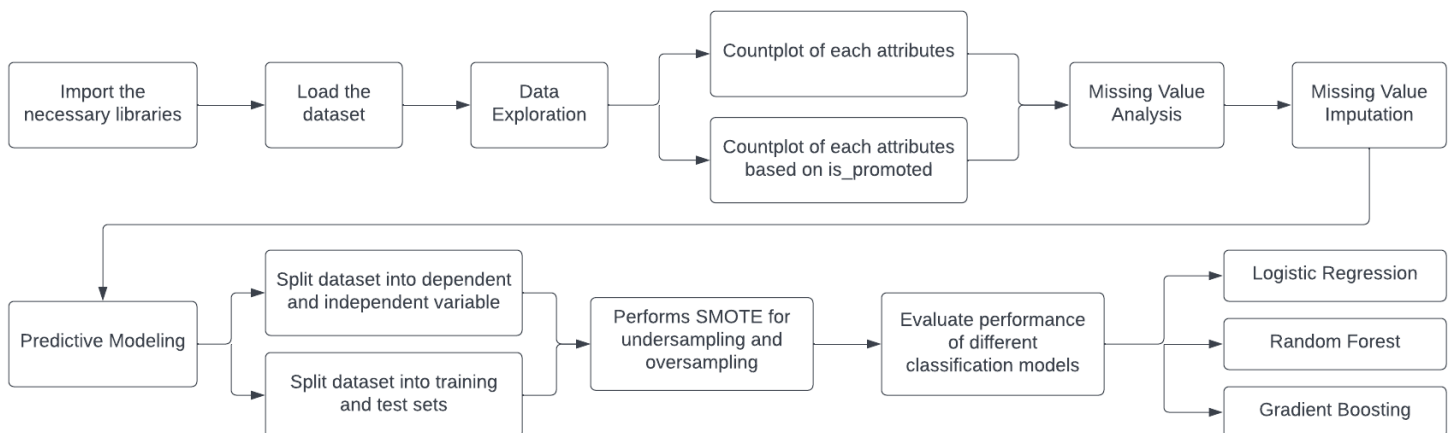 Import the
necessary libraries
Load the
dataset
Data
Exploration
Countplot of each attributes
Countplot of each attributes
based on is_promoted
Missing Value
Analysis
Missing Value
Imputation
Predictive Modeling
Split dataset into dependent
and independent variable
Split dataset into training
and test sets
Performs SMOTE for
undersampling and
oversampling
Evaluate performance
of different
classification models
Logistic Regression
Random Forest
Gradient Boosting